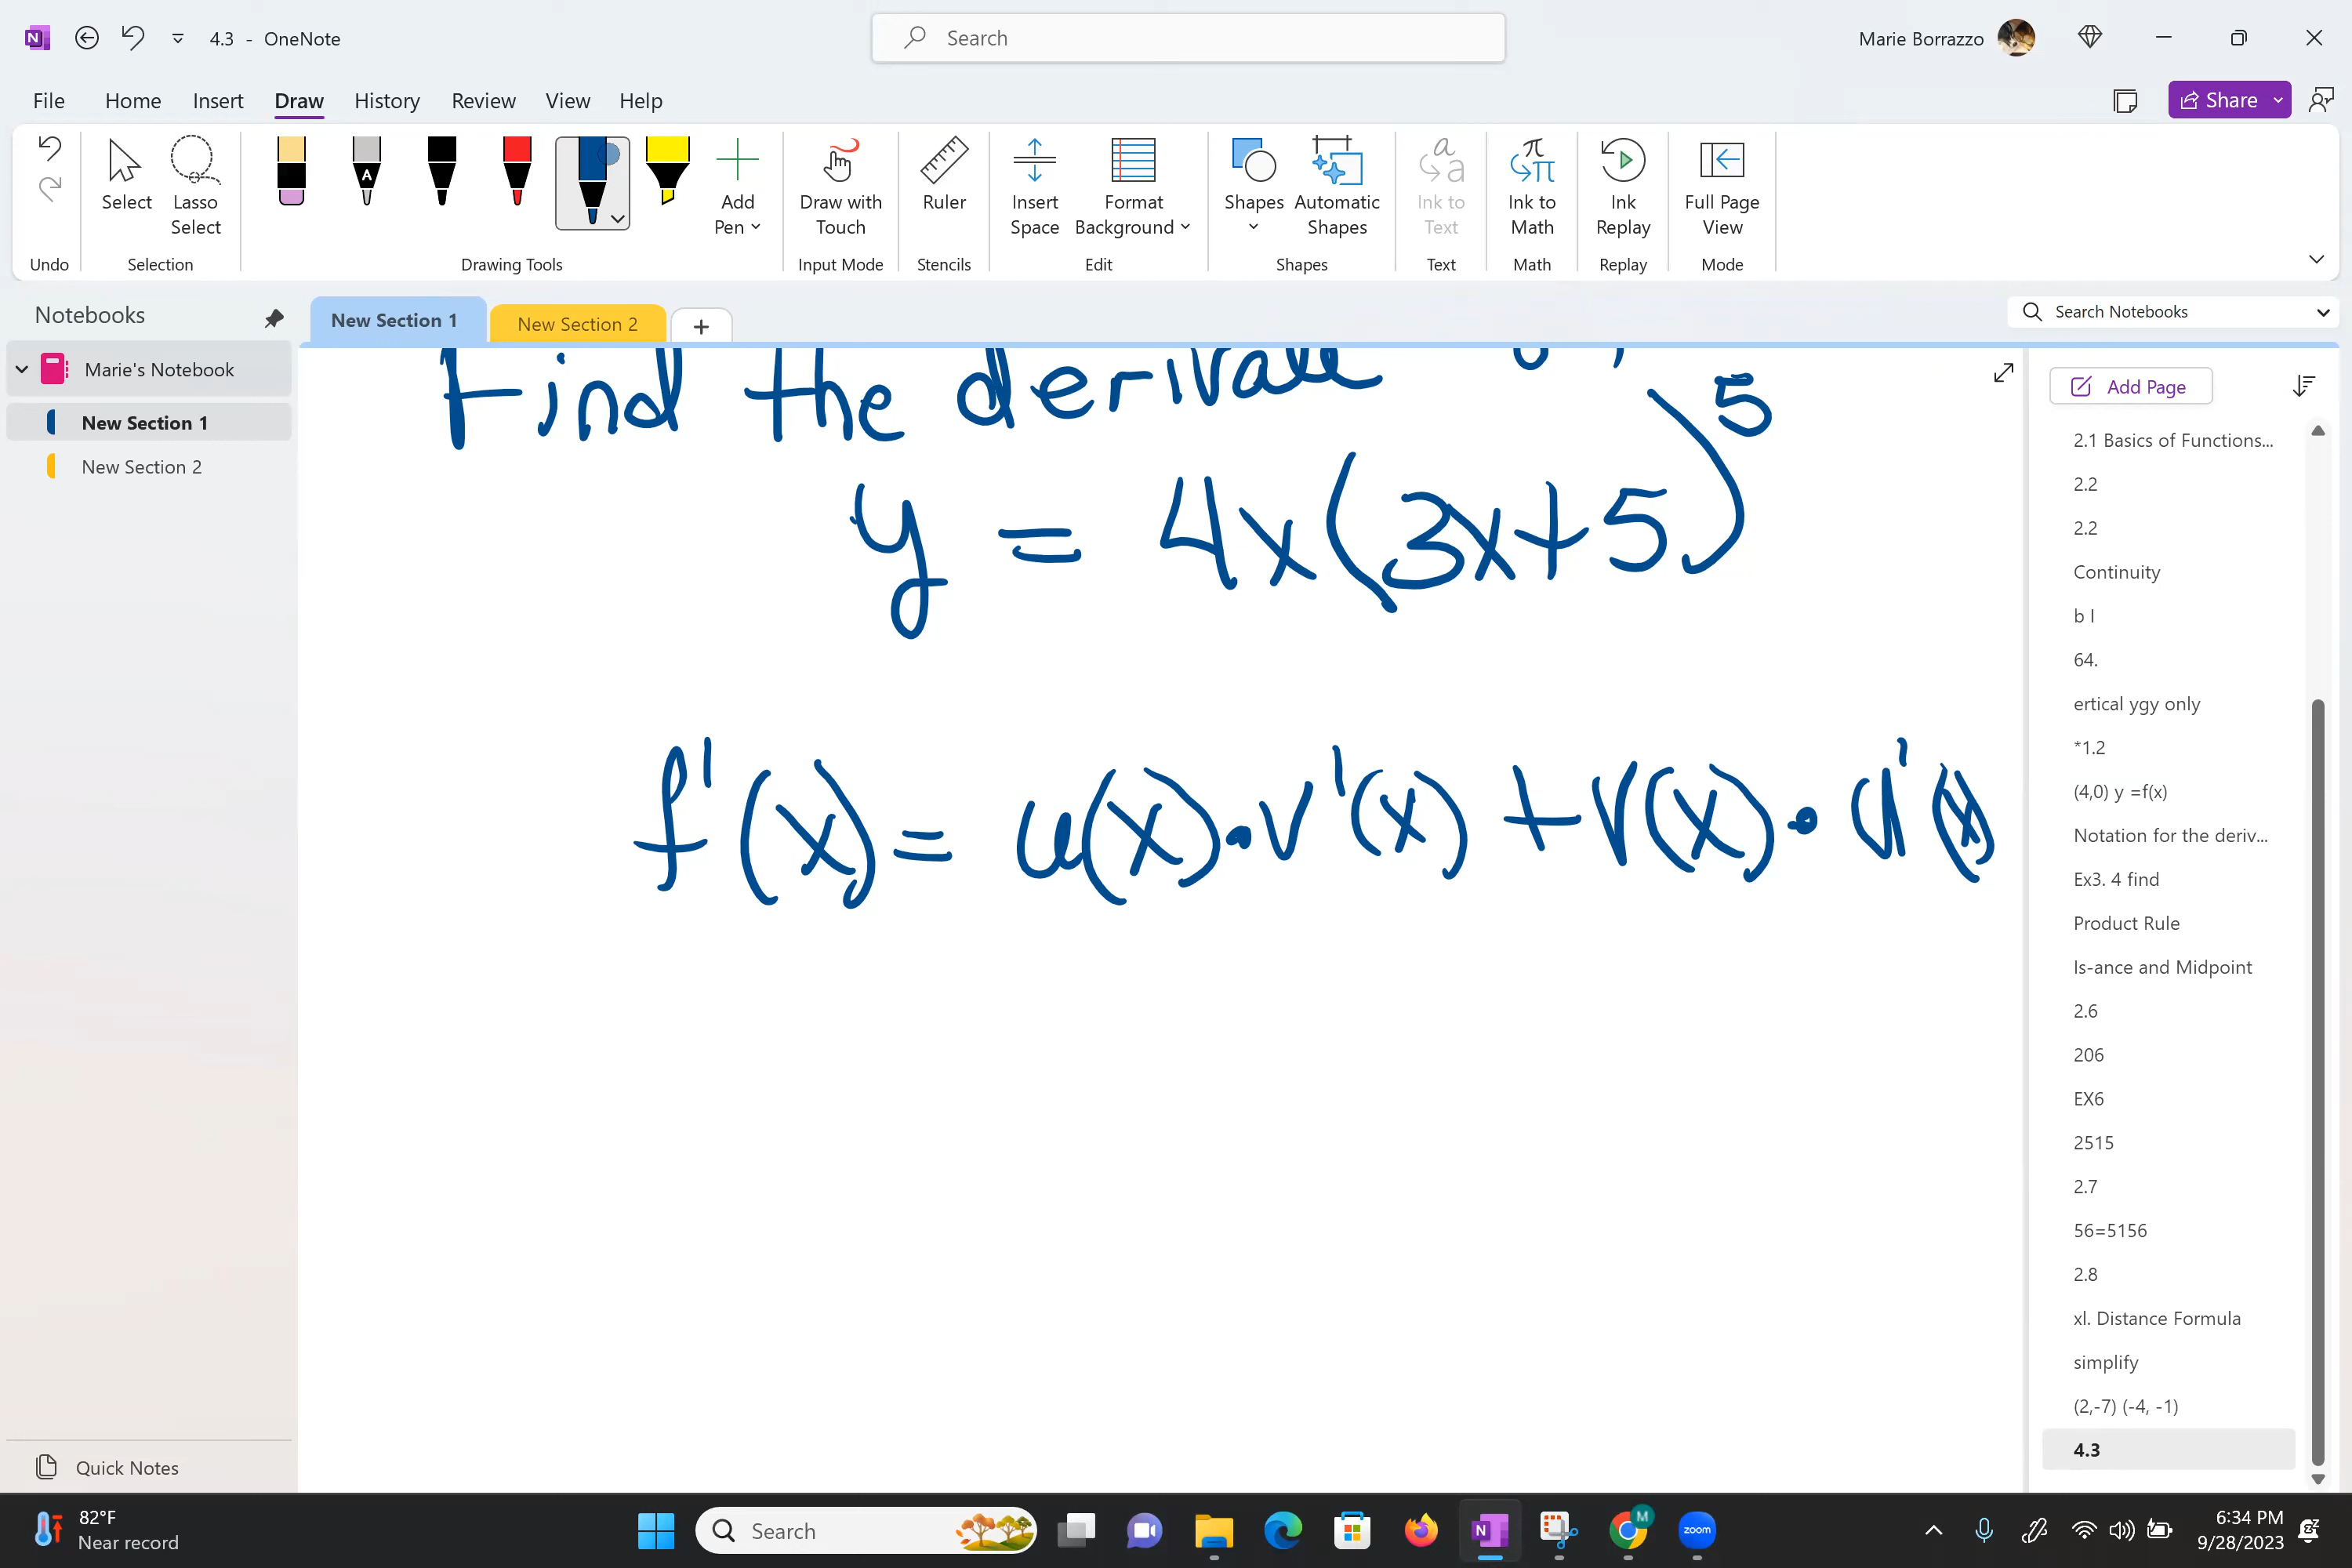 4.3 - OneNote
Search
Marie Borrazzo
File Home Insert Draw History Review View Help
Share
Select
Lasso Select
A
Add Pen
Draw with Touch
Ruler
Insert Space
Format Background
Shapes
Automatic Shapes
Ink to Text
Ink to Math
Ink Replay
Full Page View
Undo Selection Drawing Tools Input Mode Stencils Edit Shapes Text Math Replay Mode
Notebooks
New Section 1
New Section 2
+
Search Notebooks
Marie's Notebook
New Section 1
New Section 2
Find the derivate
y = 4x(3x+5)^5
f'(x) = u(x)·v'(x) + v(x)·u'(x)
Add Page
2.1 Basics of Functions...
2.2
2.2
Continuity
b l
64.
ertical ygy only
*1.2
(4,0) y =f(x)
Notation for the deriv...
Ex3. 4 find
Product Rule
Is-ance and Midpoint
2.6
206
EX6
2515
2.7
56=5156
2.8
xl. Distance Formula
simplify
(2,-7) (-4, -1)
4.3
Quick Notes
82°F
Near record
Search
M
zoom
6:34 PM
9/28/2023